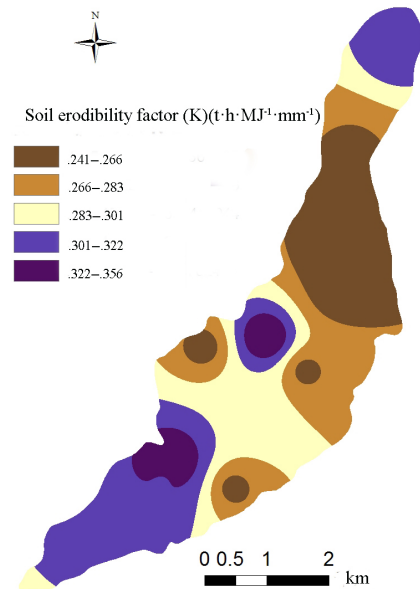 N
Soil erodibility factor (K)(t·h·MJ⁻¹·mm⁻¹)
.241–.266
.266–.283
.283–.301
.301–.322
.322–.356
0 0.5 1 2
km